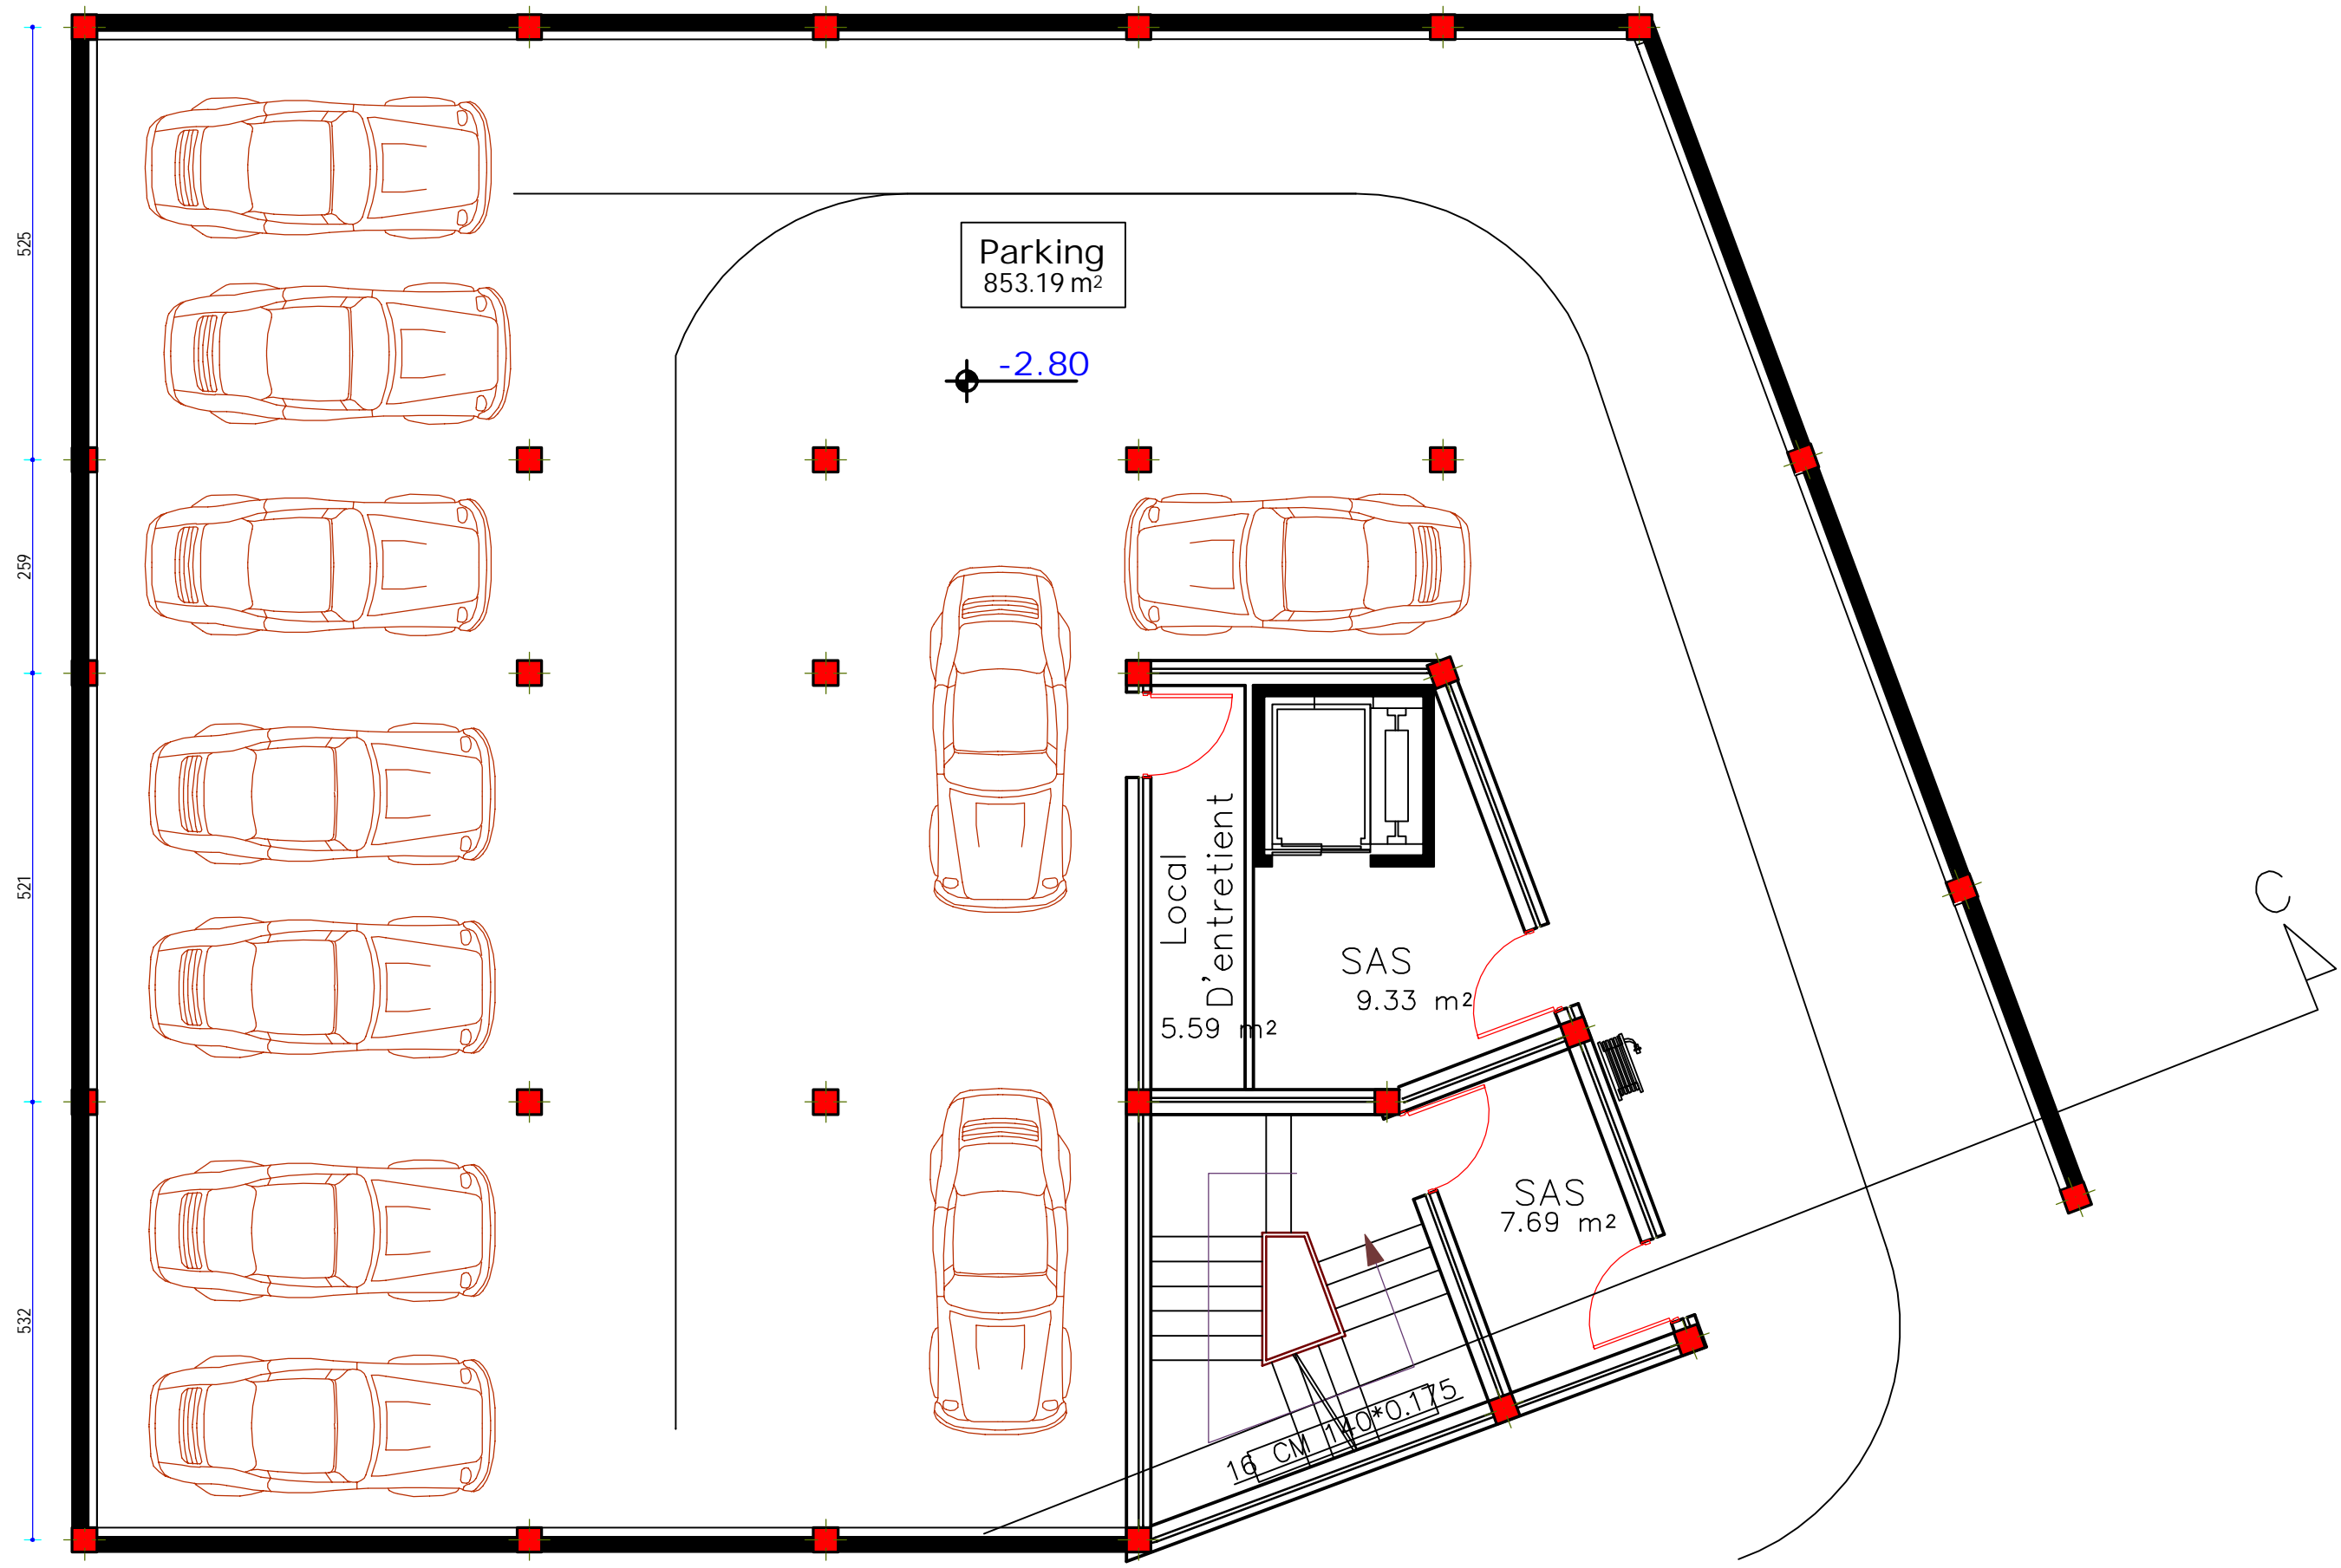 Parking
853.19 m²
-2.80
525
259
521
532
Local
D'entretient
5.59 m²
SAS
9.33 m²
SAS
7.69 m²
C
16 CM 140*0.175